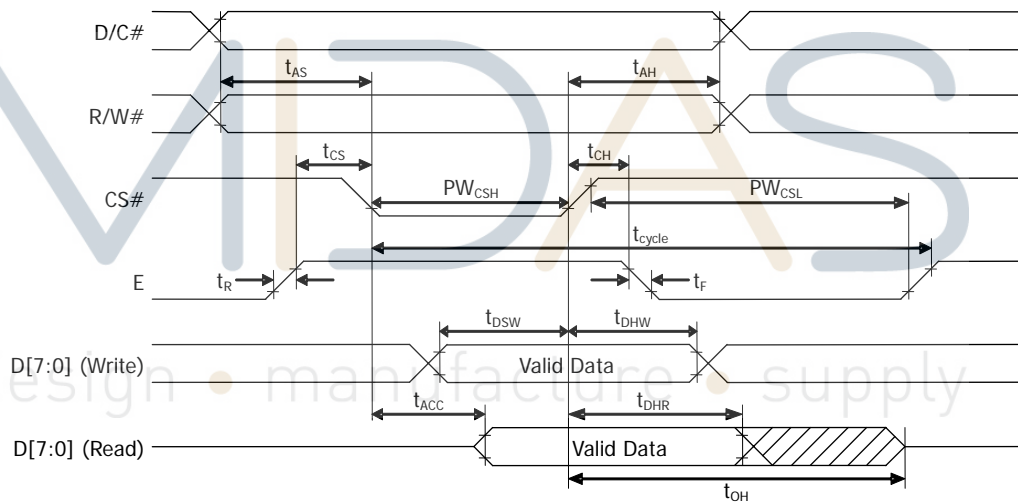 D/C#
tAS
tAH
R/W#
tCS
tCH
CS#
PWCSH
PWCSL
tcycle
E
tR
tF
tDSW
tDHW
D[7:0] (Write)
Valid Data
tACC
tDHR
D[7:0] (Read)
Valid Data
tOH
MIDAS
esign • manufacture • supply